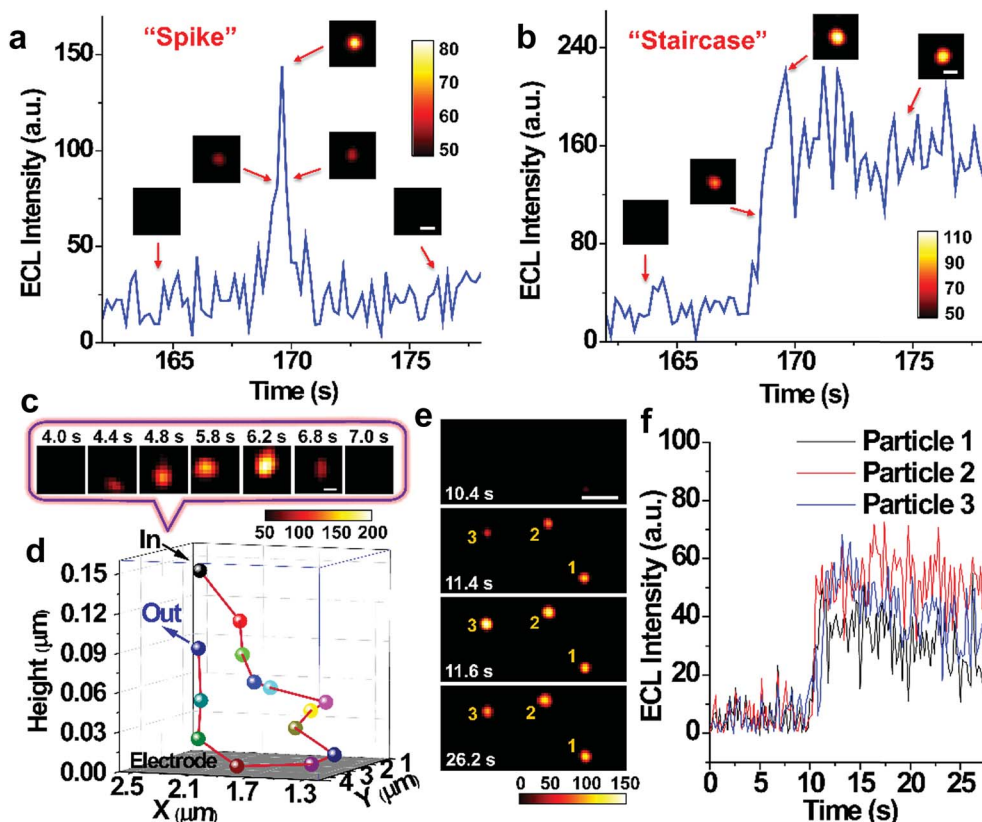 a
“Spike”
ECL Intensity (a.u.)
150
100
50
0
80
70
60
50
165
170
175
Time (s)
b
“Staircase”
ECL Intensity (a.u.)
240
160
80
0
110
90
70
50
165
170
175
Time (s)
c
4.0 s 4.4 s 4.8 s 5.8 s 6.2 s 6.8 s 7.0 s
50 100 150 200
d
In
Out
Height (μm)
0.15
0.12
0.09
0.06
0.03
0.00
Electrode
2.5
2.1
1.7
1.3
X (μm)
4
3
2
1
Y (μm)
e
10.4 s
3
2
1
11.4 s
3
2
1
11.6 s
3
2
1
26.2 s
0 50 100 150
f
ECL Intensity (a.u.)
100
80
60
40
20
0
Particle 1
Particle 2
Particle 3
0 5 10 15 20 25
Time (s)